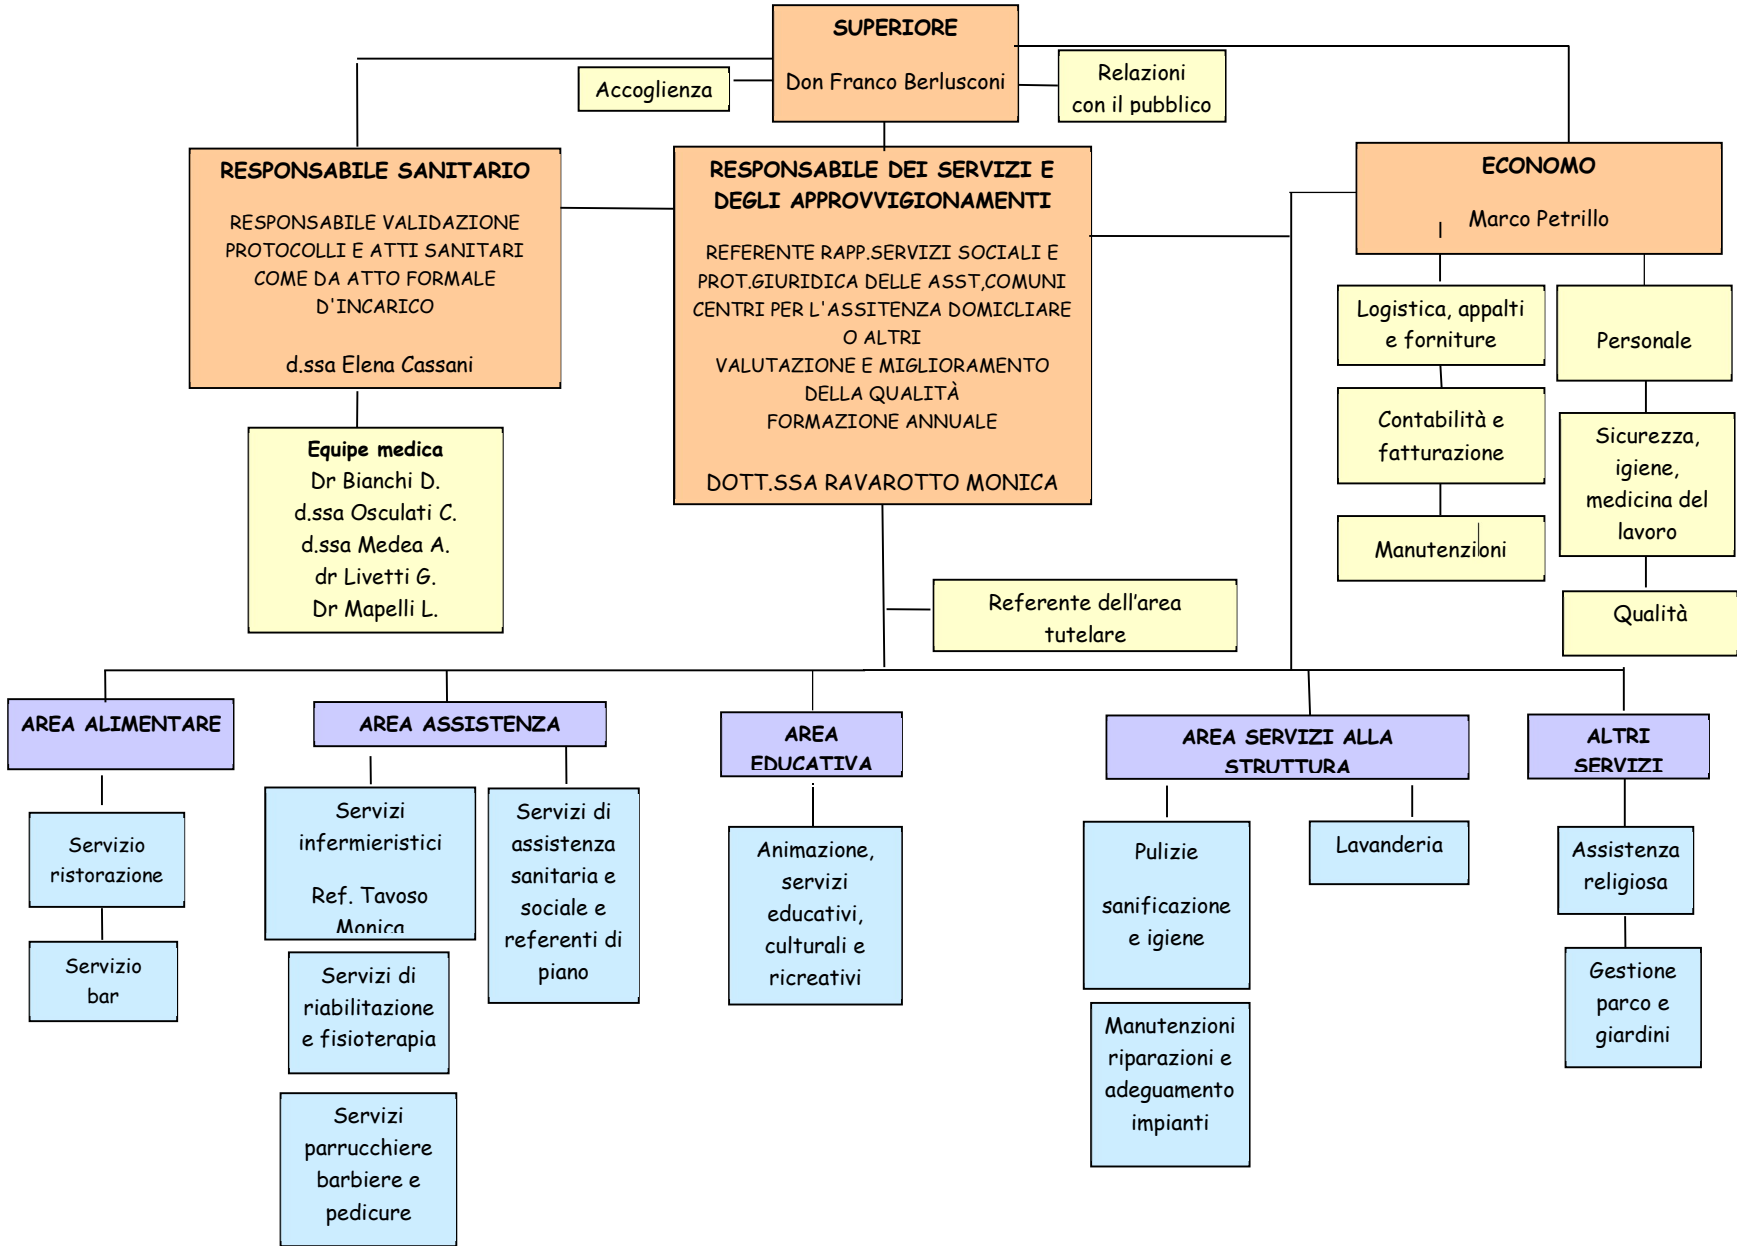 SUPERIORE
Don Franco Berlusconi
Accoglienza
Relazioni
con il pubblico
RESPONSABILE SANITARIO
RESPONSABILE VALIDAZIONE
PROTOCOLLI E ATTI SANITARI
COME DA ATTO FORMALE
D'INCARICO
d.ssa Elena Cassani
RESPONSABILE DEI SERVIZI E
DEGLI APPROVVIGIONAMENTI
REFERENTE RAPP.SERVIZI SOCIALI E
PROT.GIURIDICA DELLE ASST,COMUNI
CENTRI PER L'ASSITENZA DOMICLIARE
O ALTRI
VALUTAZIONE E MIGLIORAMENTO
DELLA QUALITÀ
FORMAZIONE ANNUALE
DOTT.SSA RAVAROTTO MONICA
ECONOMO
Marco Petrillo
Equipe medica
Dr Bianchi D.
d.ssa Osculati C.
d.ssa Medea A.
dr Livetti G.
Dr Mapelli L.
Logistica, appalti
e forniture
Contabilità e
fatturazione
Manutenzioni
Personale
Sicurezza,
igiene,
medicina del
lavoro
Qualità
Referente dell’area
tutelare
AREA ALIMENTARE
Servizio
ristorazione
Servizio
bar
AREA ASSISTENZA
Servizi
infermieristici
Ref. Tavoso
Monica
Servizi di
riabilitazione
e fisioterapia
Servizi
parrucchiere
barbiere e
pedicure
Servizi di
assistenza
sanitaria e
sociale e
referenti di
piano
AREA
EDUCATIVA
Animazione,
servizi
educativi,
culturali e
ricreativi
AREA SERVIZI ALLA
STRUTTURA
Pulizie
sanificazione
e igiene
Manutenzioni
riparazioni e
adeguamento
impianti
Lavanderia
ALTRI
SERVIZI
Assistenza
religiosa
Gestione
parco e
giardini